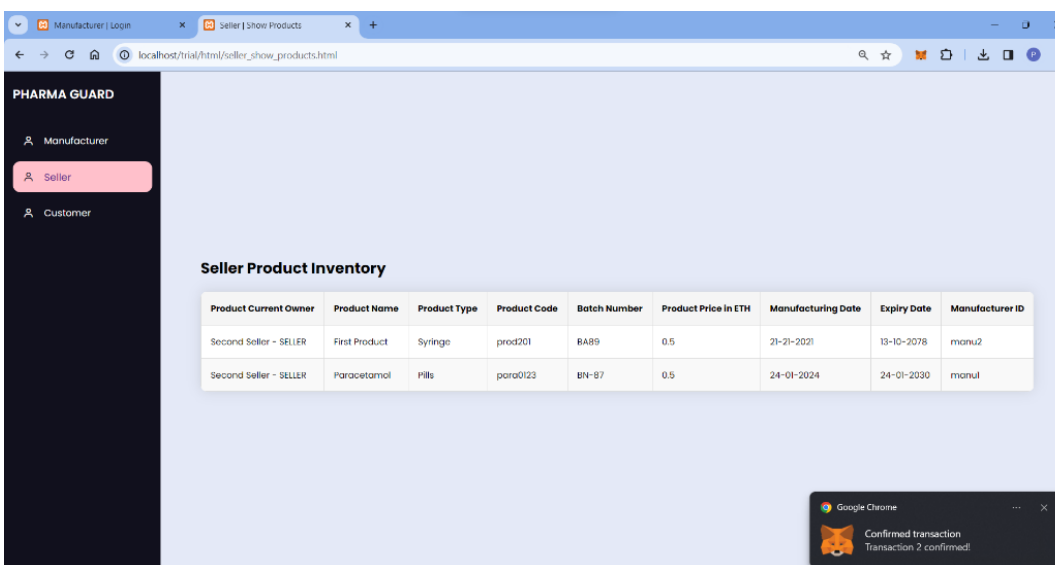 Manufacturer | Login
Seller | Show Products
localhost/trial/html/seller_show_products.html
P
PHARMA GUARD
Manufacturer
Seller
Customer
Seller Product Inventory
Product Current Owner Product Name Product Type Product Code Batch Number Product Price in ETH Manufacturing Date Expiry Date Manufacturer ID
Second Seller - SELLER First Product Syringe prod201 BA89 0.5 21-21-2021 13-10-2078 manu2
Second Seller - SELLER Paracetamol Pills para0123 BN-87 0.5 24-01-2024 24-01-2030 manu1
Google Chrome
Confirmed transaction
Transaction 2 confirmed!